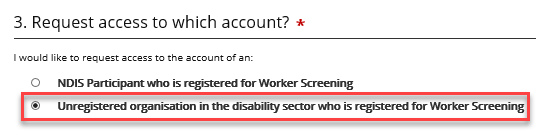 3. Request access to which account? *
I would like to request access to the account of an:
NDIS Participant who is registered for Worker Screening
Unregistered organisation in the disability sector who is registered for Worker Screening